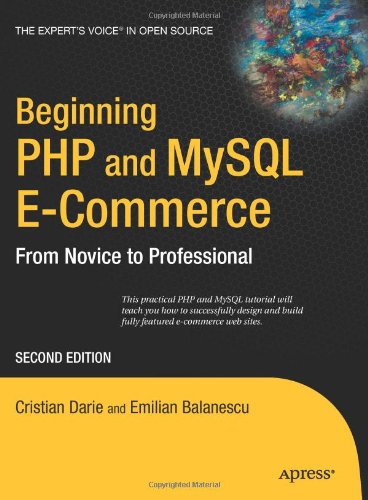 THE EXPERT'S VOICE® IN OPEN SOURCE
Beginning
PHP and MySQL
E-Commerce
From Novice to Professional
This practical PHP and MySQL tutorial will
teach you how to successfully design and build
fully featured e-commerce web sites.
SECOND EDITION
Cristian Darie and Emilian Balanescu
Apress®